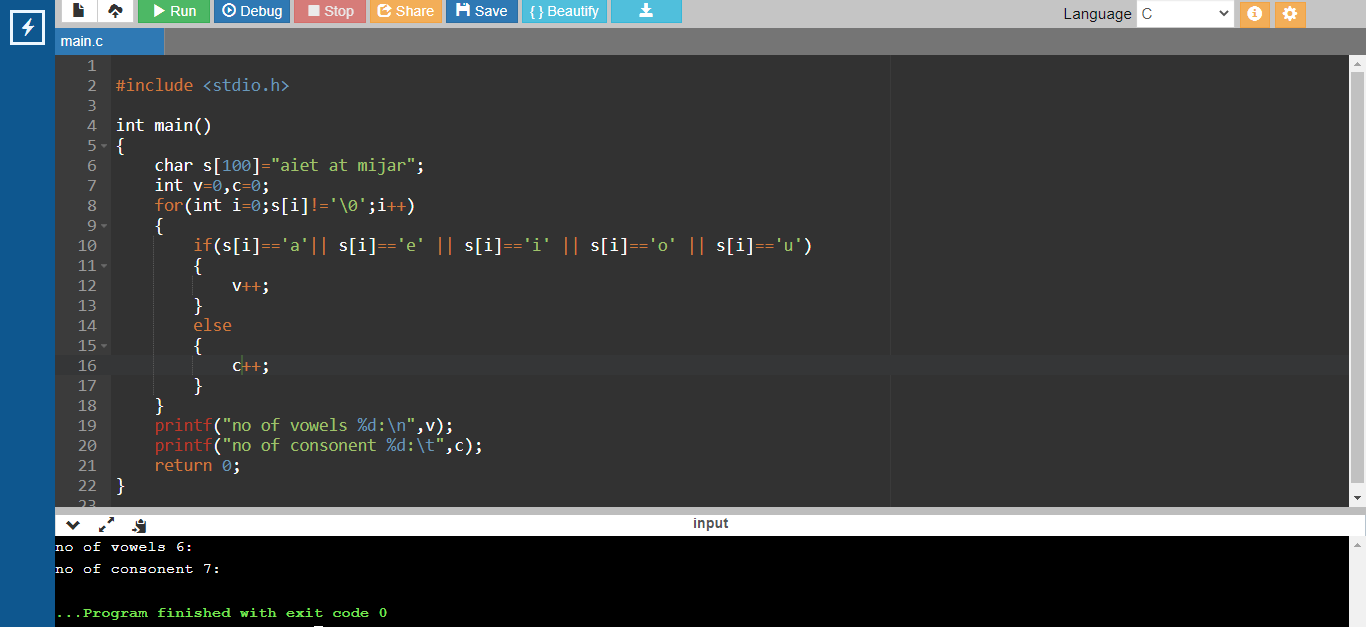 Run Debug Stop Share Save { } Beautify Language C
main.c
1
2 #include <stdio.h>
3
4 int main()
5 {
6 char s[100]="aiet at mijar";
7 int v=0,c=0;
8 for(int i=0;s[i]!='\0';i++)
9 {
10 if(s[i]=='a'|| s[i]=='e' || s[i]=='i' || s[i]=='o' || s[i]=='u')
11 {
12 v++;
13 }
14 else
15 {
16 c++;
17 }
18 }
19 printf("no of vowels %d:\n",v);
20 printf("no of consonent %d:\t",c);
21 return 0;
22 }
23
input
no of vowels 6:
no of consonent 7:
...Program finished with exit code 0